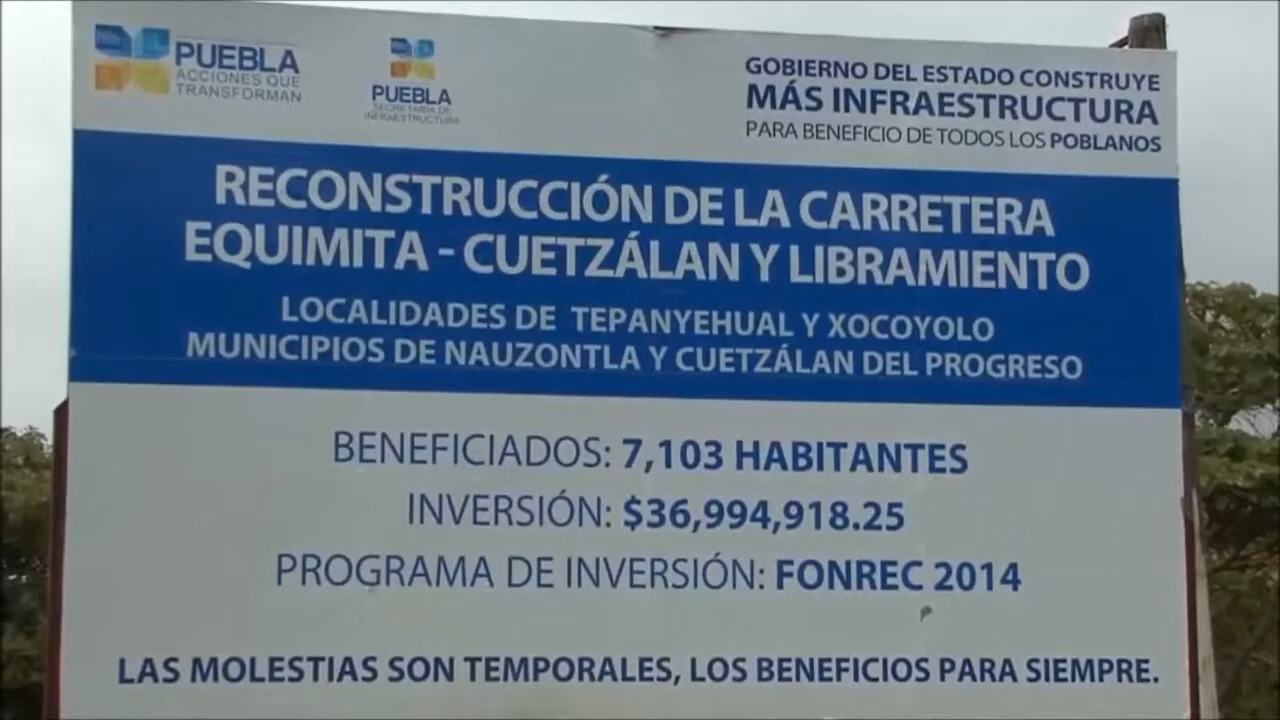 PUEBLA
ACCIONES QUE
TRANSFORMAN
PUEBLA
SECRETARÍA DE
INFRAESTRUCTURA
GOBIERNO DEL ESTADO CONSTRUYE
MÁS INFRAESTRUCTURA
PARA BENEFICIO DE TODOS LOS POBLANOS
RECONSTRUCCIÓN DE LA CARRETERA
EQUIMITA - CUETZÁLAN Y LIBRAMIENTO
LOCALIDADES DE TEPANYEHUAL Y XOCOYOLO
MUNICIPIOS DE NAUZONTLA Y CUETZÁLAN DEL PROGRESO
BENEFICIADOS: 7,103 HABITANTES
INVERSIÓN: $36,994,918.25
PROGRAMA DE INVERSIÓN: FONREC 2014
LAS MOLESTIAS SON TEMPORALES, LOS BENEFICIOS PARA SIEMPRE.